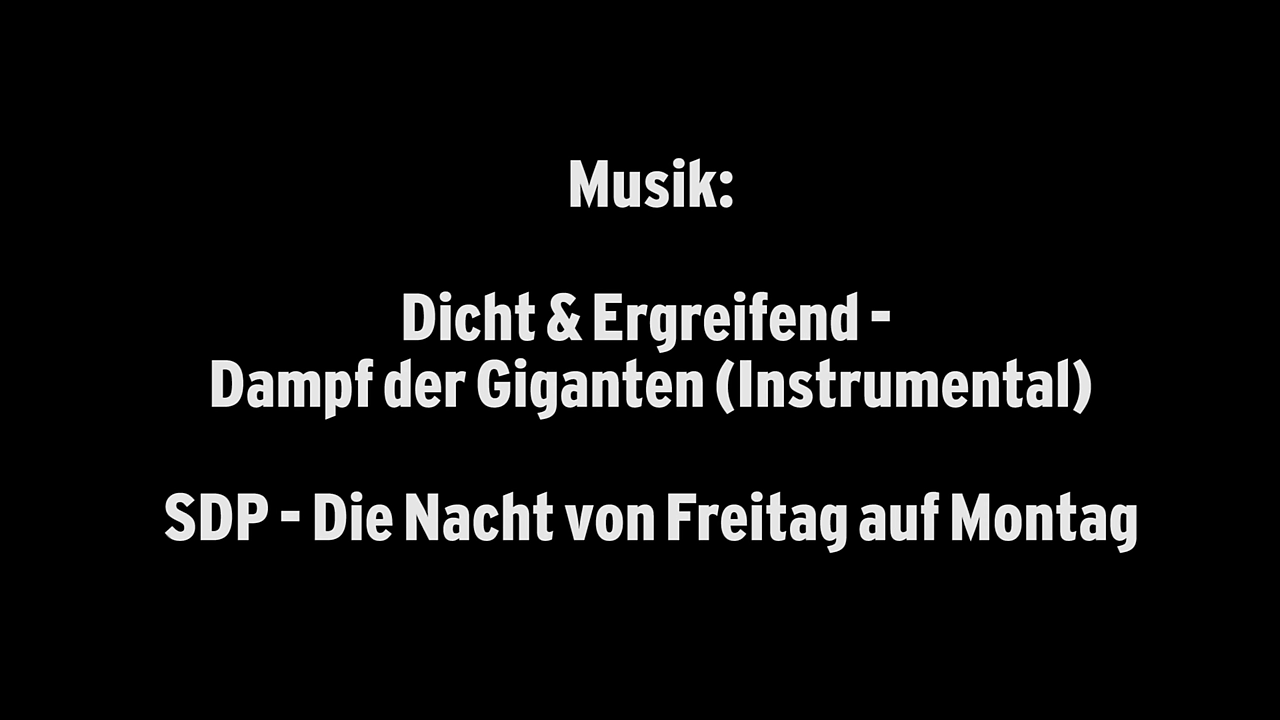 Musik:
Dicht & Ergreifend -
Dampf der Giganten (Instrumental)
SDP - Die Nacht von Freitag auf Montag